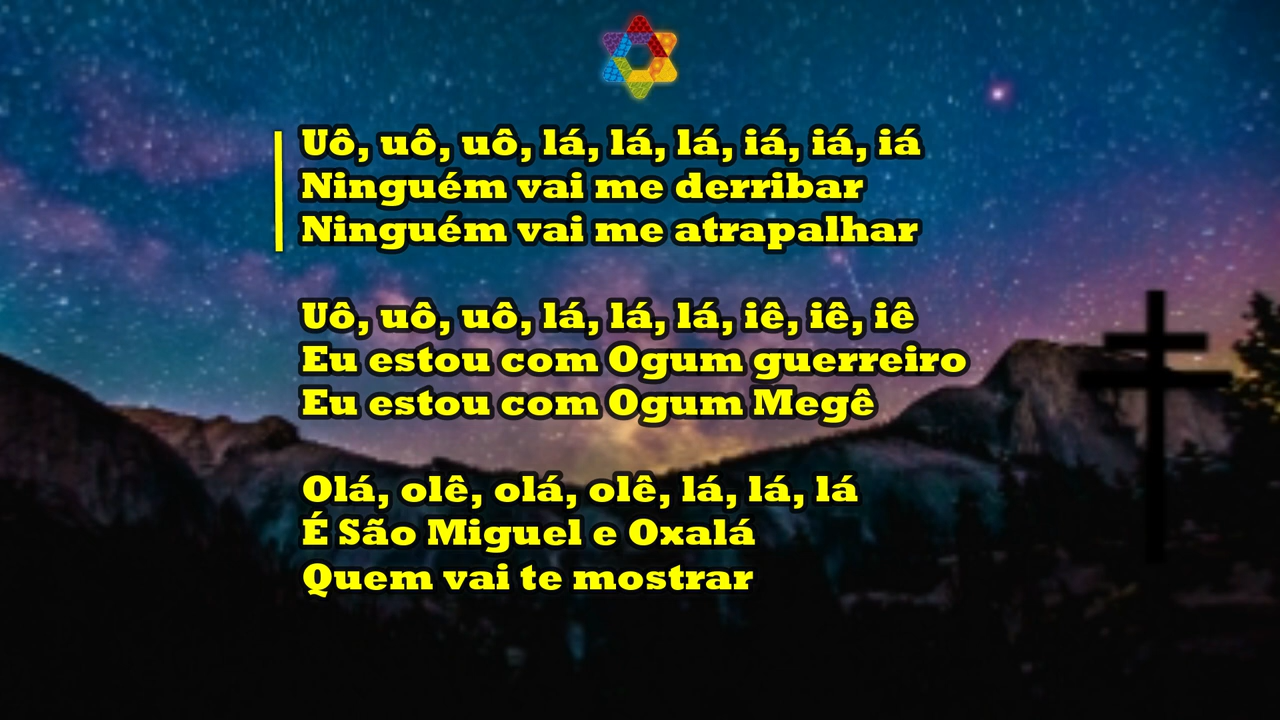 Uô, uô, uô, lá, lá, lá, iá, iá, iá
Ninguém vai me derribar
Ninguém vai me atrapalhar
Uô, uô, uô, lá, lá, lá, iê, iê, iê
Eu estou com Ogum guerreiro
Eu estou com Ogum Megê
Olá, olê, olá, olê, lá, lá, lá
É São Miguel e Oxalá
Quem vai te mostrar